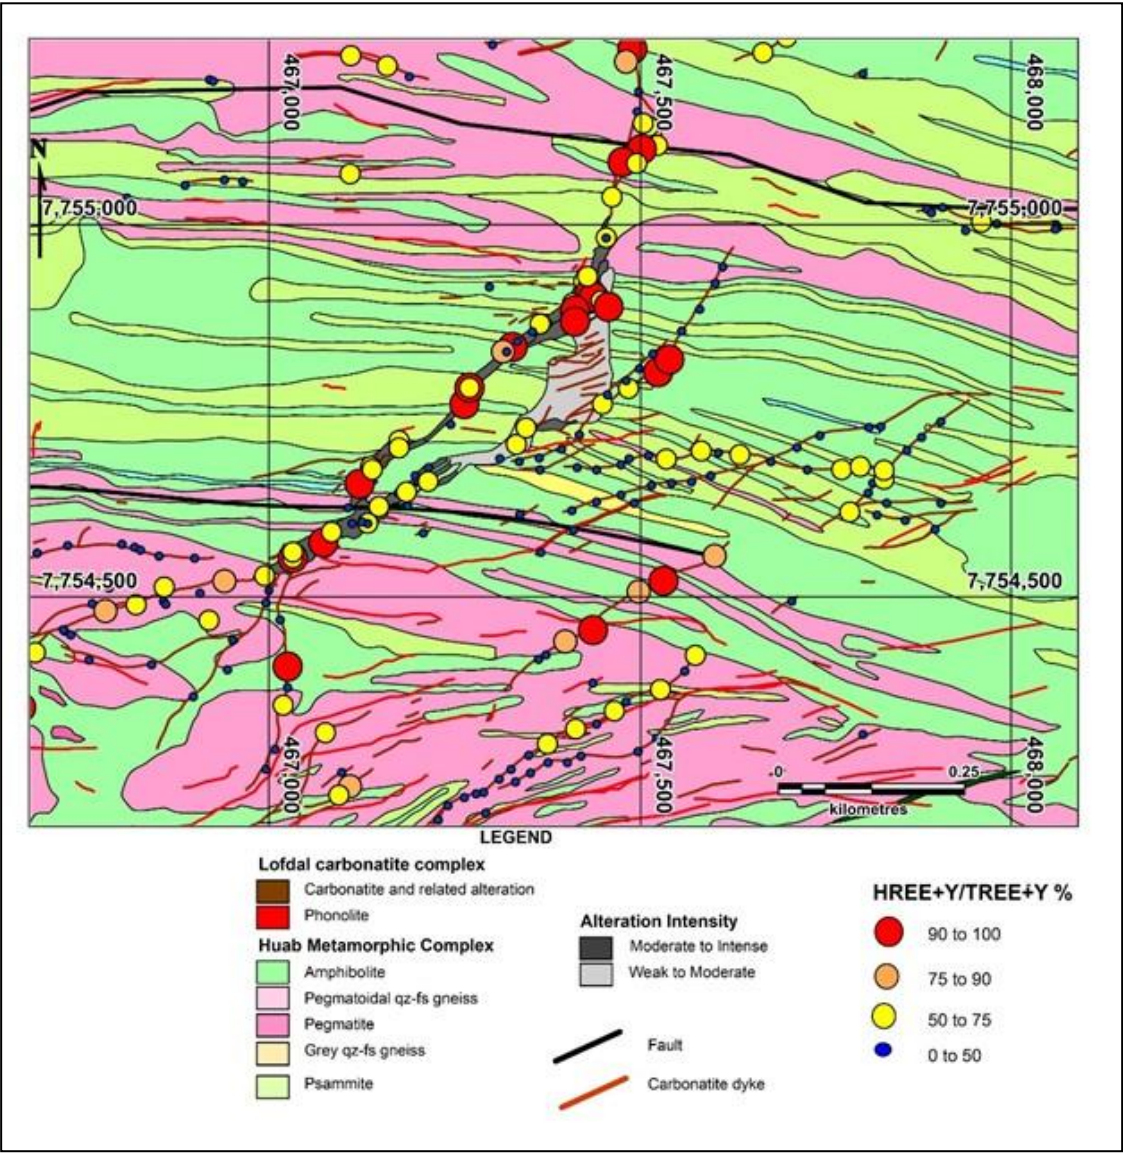 467,000
467,500
468,000
N
7,755,000
7,755,000
7,754,500
7,754,500
467,000
467,500
468,000
0
0.25
kilometres
LEGEND
Lofdal carbonatite complex
Carbonatite and related alteration
Phonolite
Huab Metamorphic Complex
Amphibolite
Pegmatoidal qz-fs gneiss
Pegmatite
Grey qz-fs gneiss
Psammite
Alteration Intensity
Moderate to Intense
Weak to Moderate
Fault
Carbonatite dyke
HREE+Y/TREE+Y %
90 to 100
75 to 90
50 to 75
0 to 50